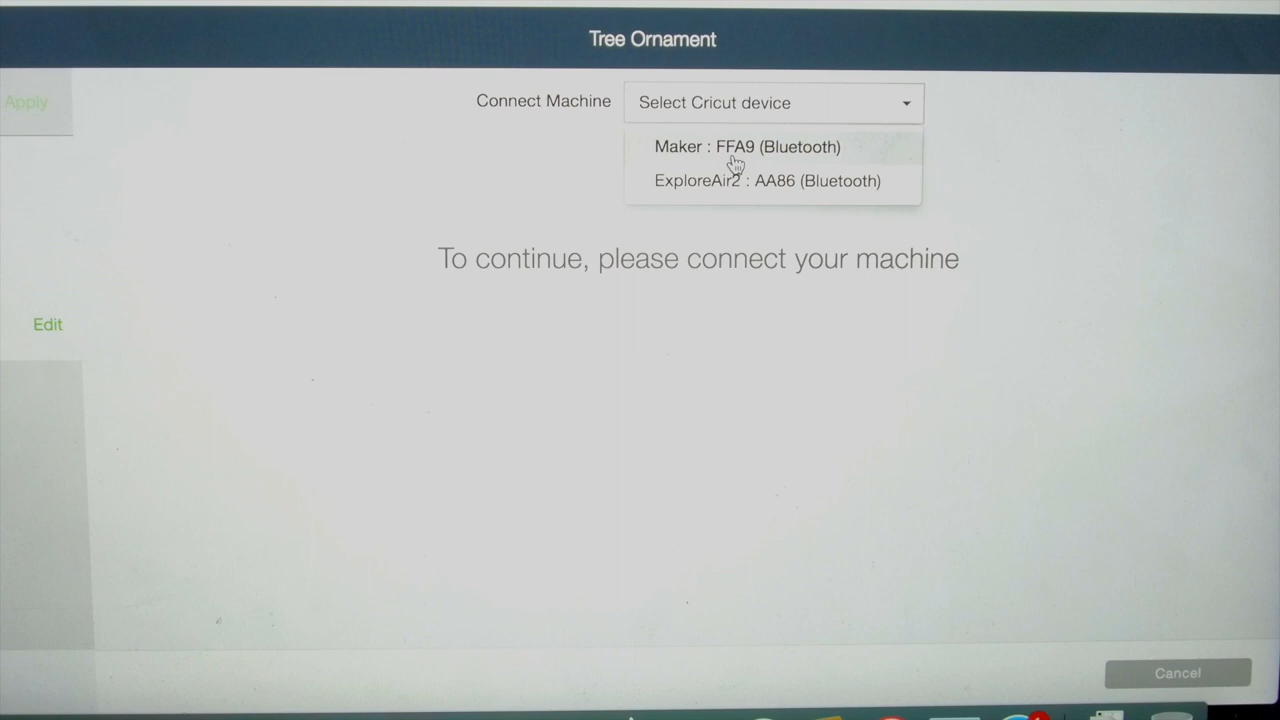 Tree Ornament
Apply
Connect Machine
Select Cricut device
Maker : FFA9 (Bluetooth)
ExploreAir2 : AA86 (Bluetooth)
To continue, please connect your machine
Edit
Cancel